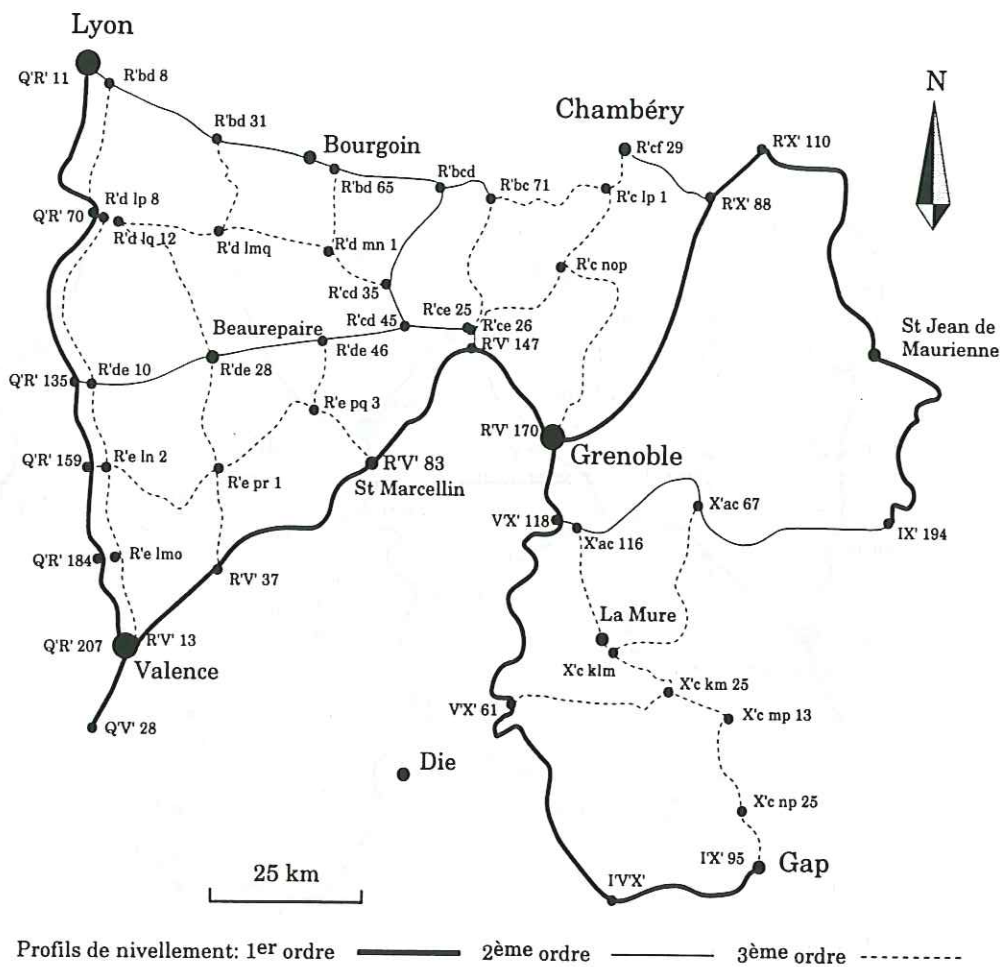 Lyon
Q'R' 11
R'bd 8
N
Chambéry
R'bd 31
Bourgoin
R'cf 29
R'X' 110
R'bd 65
R'bcd
R'bc 71
R'c lp 1
R'X' 88
Q'R' 70
R'd lp 8
R'd lq 12
R'd lmq
R'd mn 1
R'c nop
R'cd 35
Beaurepaire
R'cd 45
R'ce 25
R'ce 26
R'V' 147
St Jean de
Maurienne
Q'R' 135
R'de 10
R'de 28
R'de 46
R'e pq 3
R'V' 170
Grenoble
Q'R' 159
R'e ln 2
R'e pr 1
R'V' 83
St Marcellin
V'X' 118
X'ac 116
X'ac 67
IX' 194
Q'R' 184
R'e lmo
R'V' 37
La Mure
Q'R' 207
R'V' 13
Valence
X'c klm
X'c km 25
V'X' 61
X'c mp 13
Q'V' 28
Die
X'c np 25
25 km
I'X' 95
Gap
I'V'X'
Profils de nivellement: 1er ordre 2ème ordre 3ème ordre